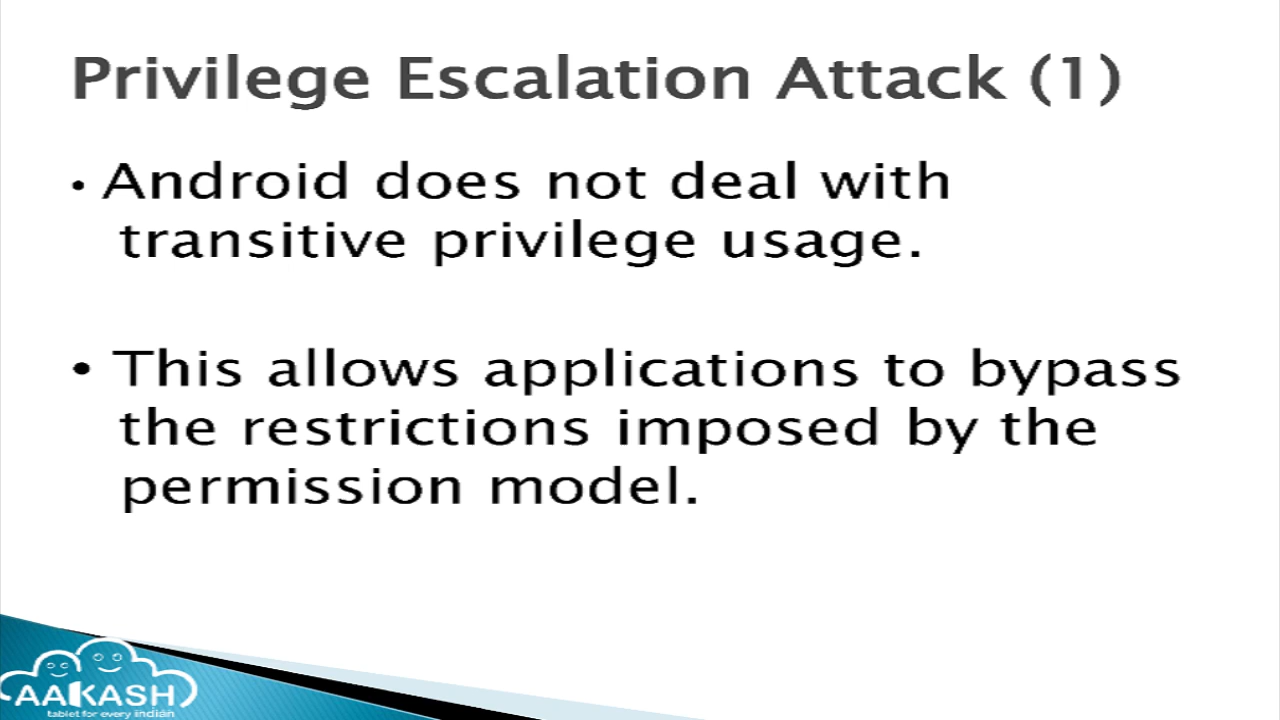 Privilege Escalation Attack (1)
• Android does not deal with
transitive privilege usage.
• This allows applications to bypass
the restrictions imposed by the
permission model.
AAKASH
tablet for every indian